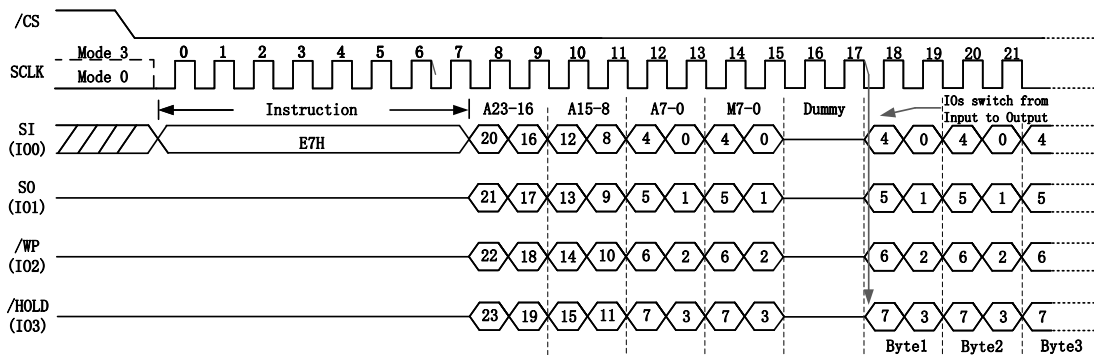 /CS
Mode 3
0 1 2 3 4 5 6 7 8 9 10 11 12 13 14 15 16 17 18 19 20 21
SCLK
Mode 0
Instruction
A23-16 A15-8 A7-0 M7-0 Dummy
IOs switch from
Input to Output
SI
(IO0)
E7H
20 16 12 8 4 0 4 0 4 0 4 0 4
SO
(IO1)
21 17 13 9 5 1 5 1 5 1 5 1 5
/WP
(IO2)
22 18 14 10 6 2 6 2 6 2 6 2 6
/HOLD
(IO3)
23 19 15 11 7 3 7 3 7 3 7 3 7
Byte1 Byte2 Byte3